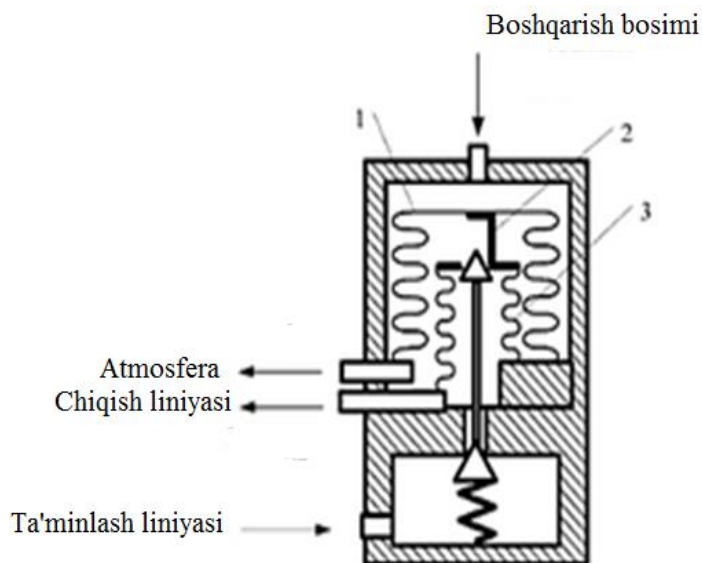 Boshqarish bosimi
1
2
3
Atmosfera
Chiqish liniyasi
Ta'minlash liniyasi